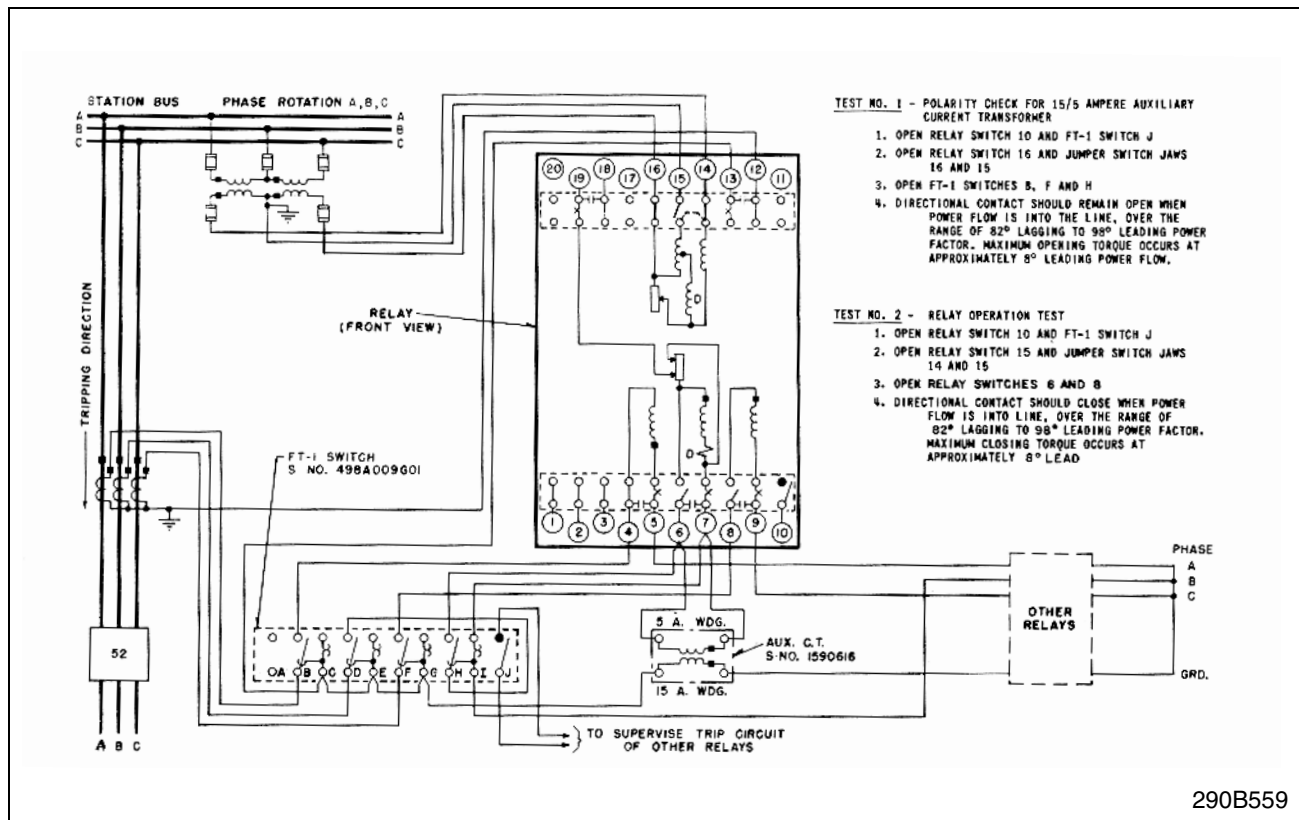 STATION BUS PHASE ROTATION A, B, C
A A
B B
C C
TRIPPING DIRECTION
RELAY
(FRONT VIEW)
20 19 18 17 16 15 14 13 12 11
D
D
1 2 3 4 5 6 7 8 9 10
FT-1 SWITCH
S NO. 498A009G01
A B C D E F G H I J
52
A B C
5 A. WDG.
15 A. WDG.
AUX. C.T.
S-NO. 1590616
TO SUPERVISE TRIP CIRCUIT
OF OTHER RELAYS
OTHER
RELAYS
PHASE
A
B
C
GRD.
TEST NO. 1 - POLARITY CHECK FOR 15/5 AMPERE AUXILIARY
CURRENT TRANSFORMER
1. OPEN RELAY SWITCH 10 AND FT-1 SWITCH J
2. OPEN RELAY SWITCH 16 AND JUMPER SWITCH JAWS
16 AND 15
3. OPEN FT-1 SWITCHES B, F AND H
4. DIRECTIONAL CONTACT SHOULD REMAIN OPEN WHEN
POWER FLOW IS INTO THE LINE, OVER THE
RANGE OF 82° LAGGING TO 98° LEADING POWER
FACTOR. MAXIMUM OPENING TORQUE OCCURS AT
APPROXIMATELY 8° LEADING POWER FLOW.
TEST NO. 2 - RELAY OPERATION TEST
1. OPEN RELAY SWITCH 10 AND FT-1 SWITCH J
2. OPEN RELAY SWITCH 15 AND JUMPER SWITCH JAWS
14 AND 15
3. OPEN RELAY SWITCHES 6 AND 8
4. DIRECTIONAL CONTACT SHOULD CLOSE WHEN POWER
FLOW IS INTO LINE, OVER THE RANGE OF
82° LAGGING TO 98° LEADING POWER FACTOR.
MAXIMUM CLOSING TORQUE OCCURS AT
APPROXIMATELY 8° LEAD
290B559